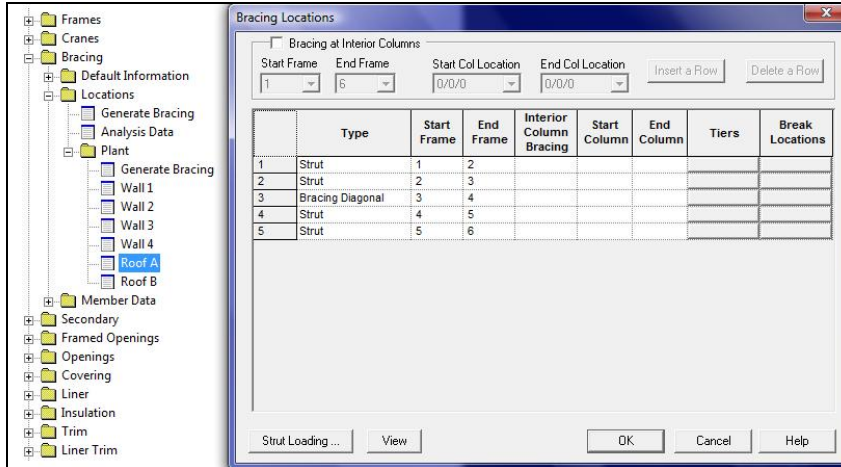 Frames
Cranes
Bracing
Default Information
Locations
Generate Bracing
Analysis Data
Plant
Generate Bracing
Wall 1
Wall 2
Wall 3
Wall 4
Roof A
Roof B
Member Data
Secondary
Framed Openings
Openings
Covering
Liner
Insulation
Trim
Liner Trim
Bracing Locations
Bracing at Interior Columns
Start Frame End Frame Start Col Location End Col Location
1 6 0/0/0 0/0/0 Insert a Row Delete a Row
Type Start Frame End Frame Interior Column Bracing Start Column End Column Tiers Break Locations
1 Strut 1 2
2 Strut 2 3
3 Bracing Diagonal 3 4
4 Strut 4 5
5 Strut 5 6
Strut Loading ... View OK Cancel Help